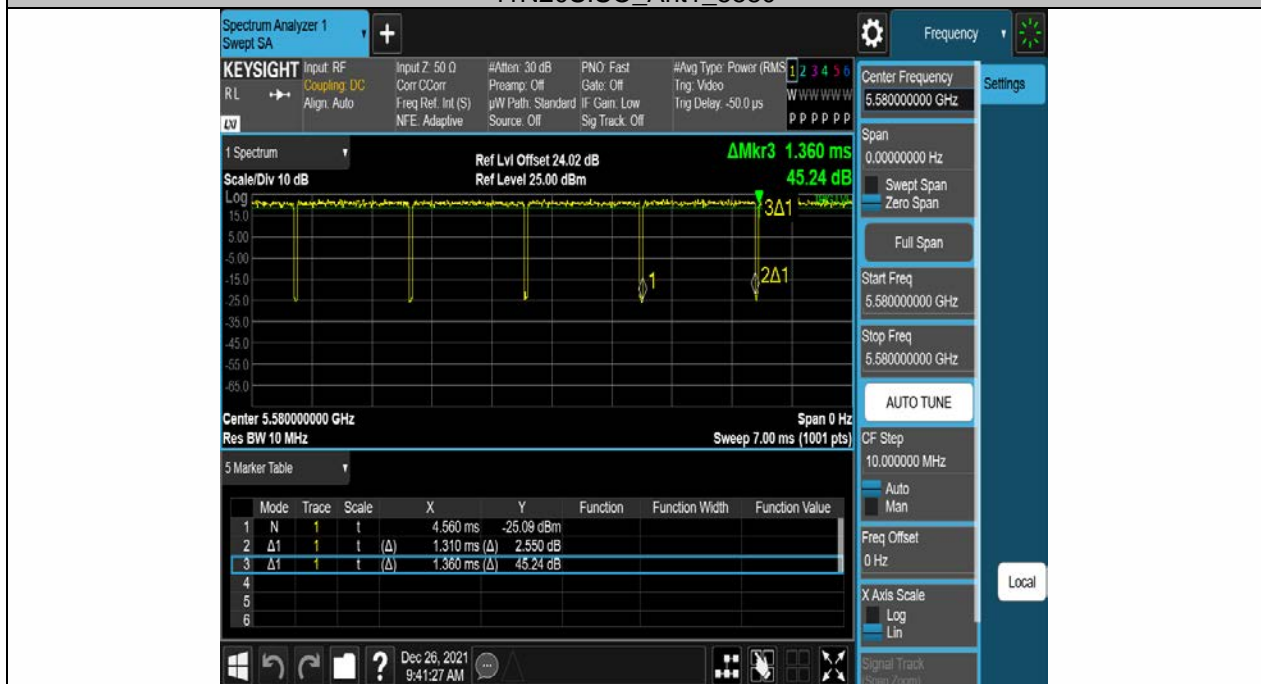 Spectrum Analyzer 1
Swept SA
+
Frequency
KEYSIGHT
RL
LXI
Input: RF
Coupling: DC
Align: Auto
Input Z: 50 Ω
Corr CCorr
Freq Ref: Int (S)
NFE: Adaptive
#Atten: 30 dB
Preamp: Off
µW Path: Standard
Source: Off
PNO: Fast
Gate: Off
IF Gain: Low
Sig Track: Off
#Avg Type: Power (RMS
Trig: Video
Trig Delay: -50.0 µs
1 2 3 4 5 6
W W W W W W
P P P P P P
1 Spectrum
Scale/Div 10 dB
Ref Lvl Offset 24.02 dB
Ref Level 25.00 dBm
ΔMkr3 1.360 ms
45.24 dB
Log
15.0
5.00
-5.00
-15.0
-25.0
-35.0
-45.0
-55.0
-65.0
3Δ1
1
2Δ1
Center 5.580000000 GHz
Res BW 10 MHz
Span 0 Hz
Sweep 7.00 ms (1001 pts)
5 Marker Table
Mode Trace Scale X Y Function Function Width Function Value
1 N 1 t 4.560 ms -25.09 dBm
2 Δ1 1 t (Δ) 1.310 ms (Δ) 2.550 dB
3 Δ1 1 t (Δ) 1.360 ms (Δ) 45.24 dB
4
5
6
?
Dec 26, 2021
9:41:27 AM
Center Frequency
5.580000000 GHz
Settings
Span
0.00000000 Hz
Swept Span
Zero Span
Full Span
Start Freq
5.580000000 GHz
Stop Freq
5.580000000 GHz
AUTO TUNE
CF Step
10.000000 MHz
Auto
Man
Freq Offset
0 Hz
X Axis Scale
Log
Lin
Signal Track
(Span Zoom)
Local